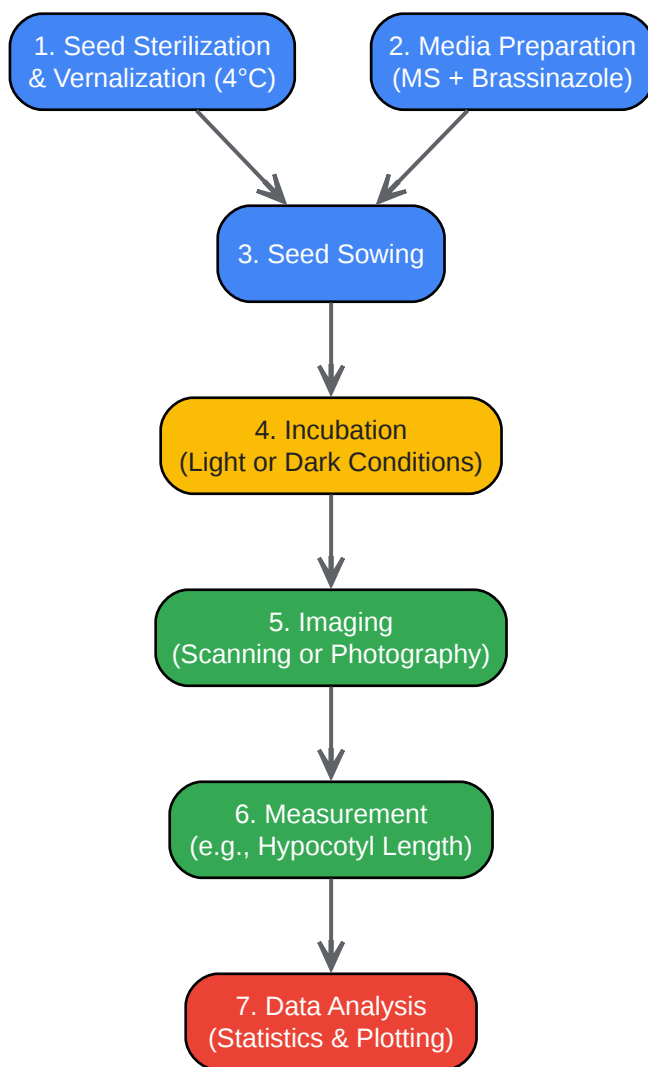 1. Seed Sterilization
& Vernalization (4°C)
2. Media Preparation
(MS + Brassinazole)
3. Seed Sowing
4. Incubation
(Light or Dark Conditions)
5. Imaging
(Scanning or Photography)
6. Measurement
(e.g., Hypocotyl Length)
7. Data Analysis
(Statistics & Plotting)